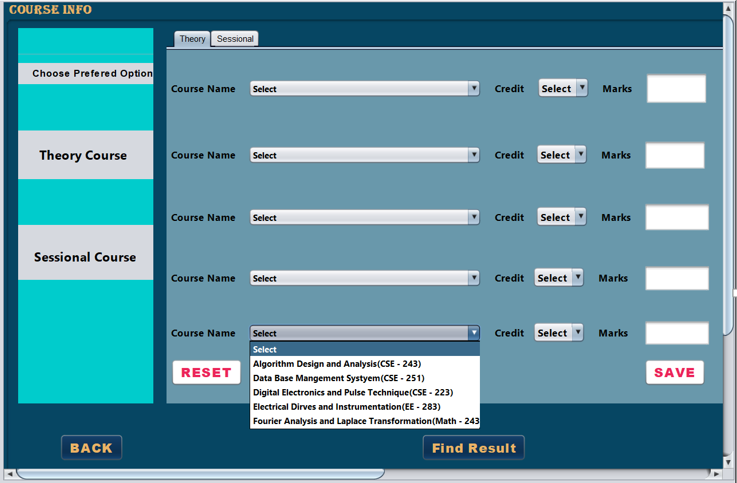 COURSE INFO
Theory Sessional
Choose Prefered Option
Course Name Select Credit Select Marks
Theory Course
Course Name Select Credit Select Marks
Course Name Select Credit Select Marks
Sessional Course
Course Name Select Credit Select Marks
Course Name Select Credit Select Marks
Select
Algorithm Design and Analysis(CSE - 243)
Data Base Mangement Systyem(CSE - 251)
Digital Electronics and Pulse Technique(CSE - 223)
Electrical Dirves and Instrumentation(EE - 283)
Fourier Analysis and Laplace Transformation(Math - 243
RESET SAVE
BACK Find Result